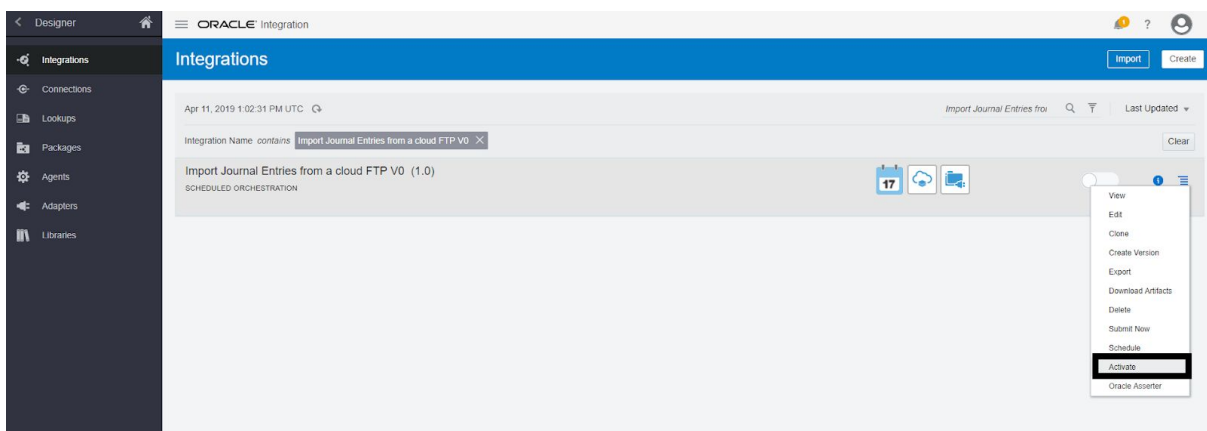 Designer
ORACLE Integration
1
?
Integrations
Connections
Lookups
Packages
Agents
Adapters
Libraries
Integrations
Import
Create
Apr 11, 2019 1:02:31 PM UTC
Import Journal Entries froi
Last Updated
Integration Name contains Import Journal Entries from a cloud FTP V0 X
Clear
Import Journal Entries from a cloud FTP V0 (1.0)
SCHEDULED ORCHESTRATION
17
View
Edit
Clone
Create Version
Export
Download Artifacts
Delete
Submit Now
Schedule
Activate
Oracle Asserter